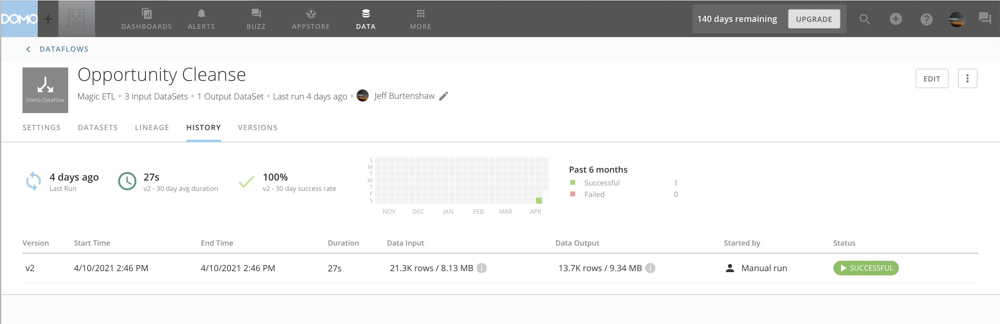 DOMO
DASHBOARDS ALERTS BUZZ APPSTORE DATA MORE
140 days remaining UPGRADE
DATAFLOWS
Opportunity Cleanse
EDIT
Domo DataFlow
Magic ETL • 3 Input DataSets • 1 Output DataSet • Last run 4 days ago • Jeff Burtenshaw
SETTINGS DATASETS LINEAGE HISTORY VERSIONS
4 days ago
Last Run
27s
v2 - 30 day avg duration
100%
v2 - 30 day success rate
S
M
T
W
T
F
S
NOV DEC JAN FEB MAR APR
Past 6 months
Successful 1
Failed 0
Version Start Time End Time Duration Data Input Data Output Started by Status
v2 4/10/2021 2:46 PM 4/10/2021 2:46 PM 27s 21.3K rows / 8.13 MB 13.7K rows / 9.34 MB Manual run SUCCESSFUL